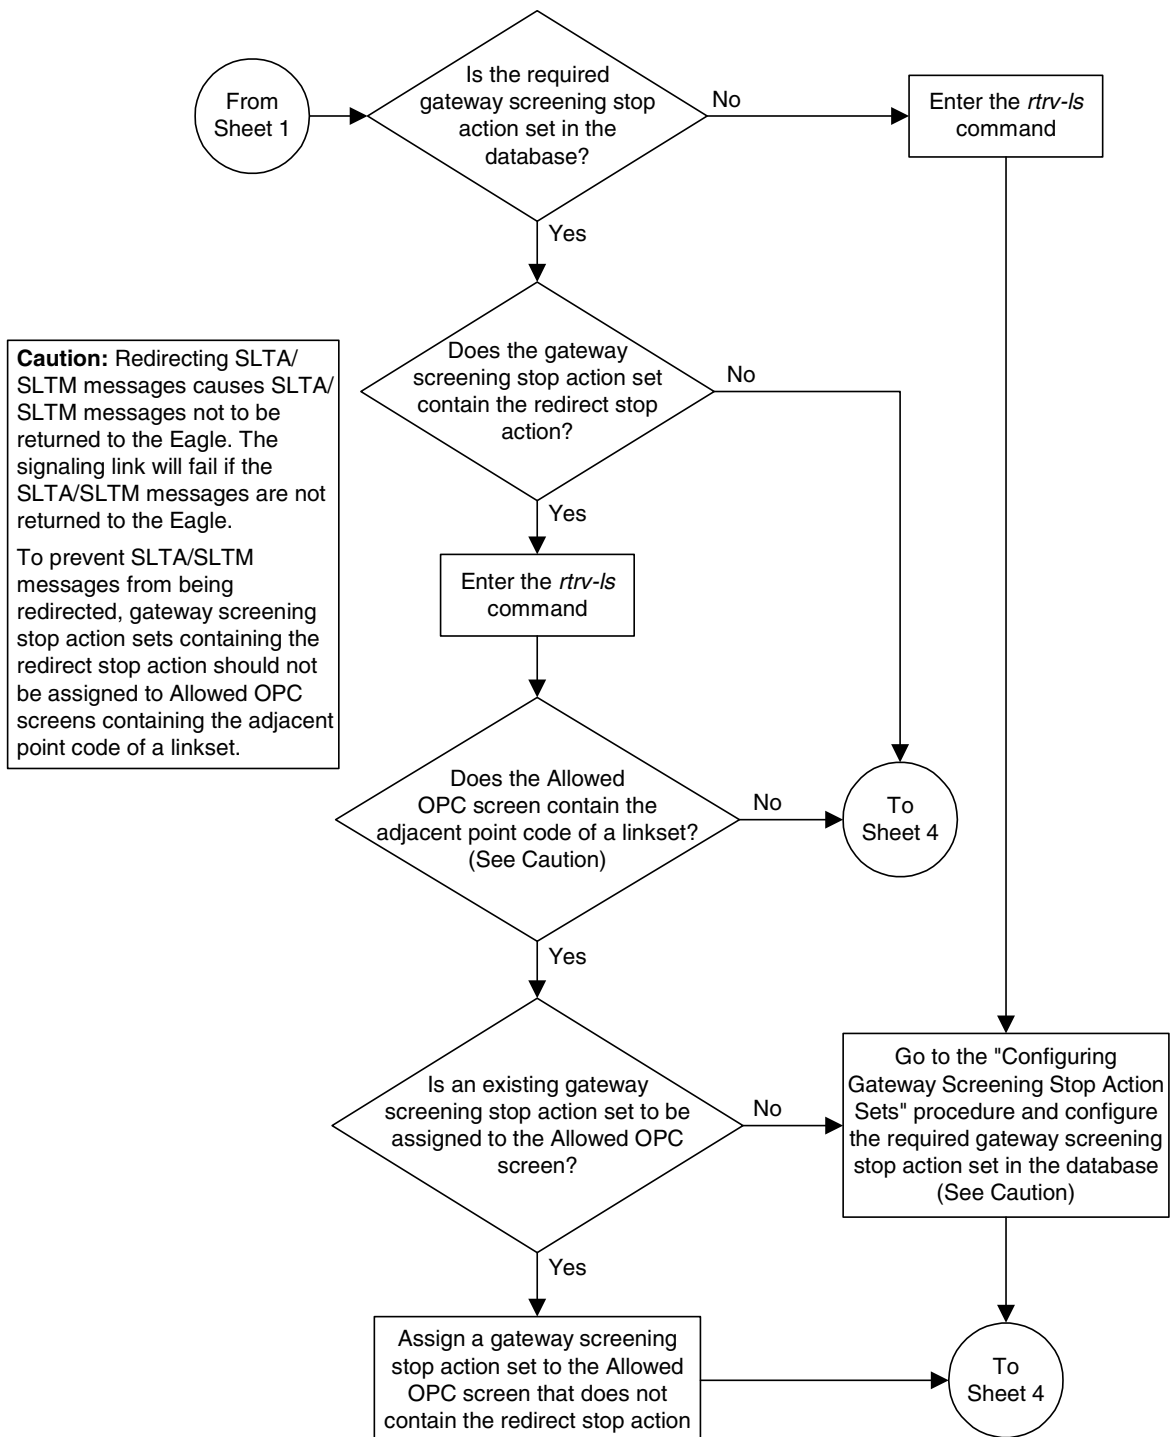 From
Sheet 1
Is the required
gateway screening stop
action set in the
database?
No
Enter the rtrv-ls
command
Yes
Does the gateway
screening stop action set
contain the redirect stop
action?
No
Yes
Caution: Redirecting SLTA/
SLTM messages causes SLTA/
SLTM messages not to be
returned to the Eagle. The
signaling link will fail if the
SLTA/SLTM messages are not
returned to the Eagle.
To prevent SLTA/SLTM
messages from being
redirected, gateway screening
stop action sets containing the
redirect stop action should not
be assigned to Allowed OPC
screens containing the adjacent
point code of a linkset.
Enter the rtrv-ls
command
Does the Allowed
OPC screen contain the
adjacent point code of a linkset?
(See Caution)
No
To
Sheet 4
Yes
Is an existing gateway
screening stop action set to be
assigned to the Allowed OPC
screen?
No
Go to the "Configuring
Gateway Screening Stop Action
Sets" procedure and configure
the required gateway screening
stop action set in the database
(See Caution)
Yes
Assign a gateway screening
stop action set to the Allowed
OPC screen that does not
contain the redirect stop action
To
Sheet 4